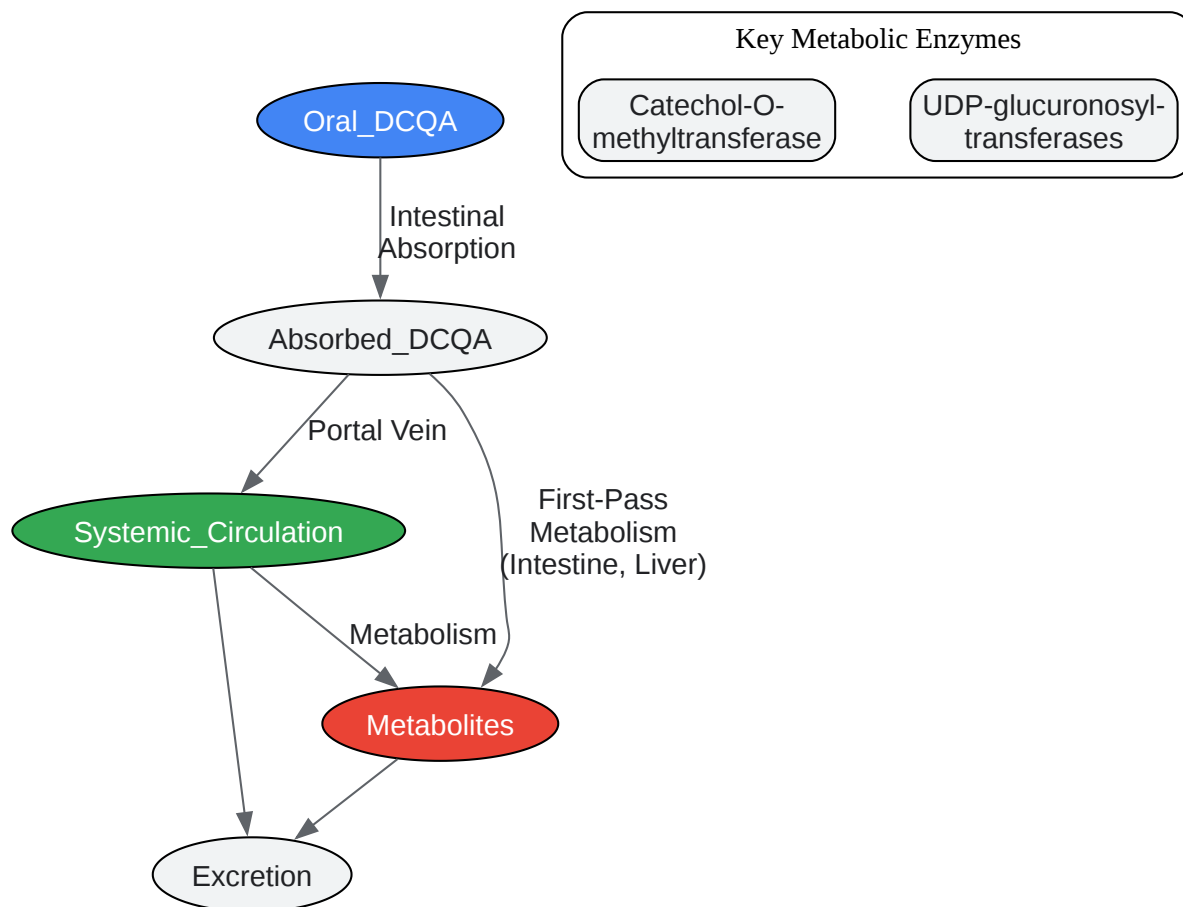 Key Metabolic Enzymes
Catechol-O-
methyltransferase
UDP-glucuronosyl-
transferases
Oral_DCQA
Intestinal
Absorption
Absorbed_DCQA
Portal Vein
First-Pass
Metabolism
(Intestine, Liver)
Systemic_Circulation
Metabolism
Metabolites
Excretion